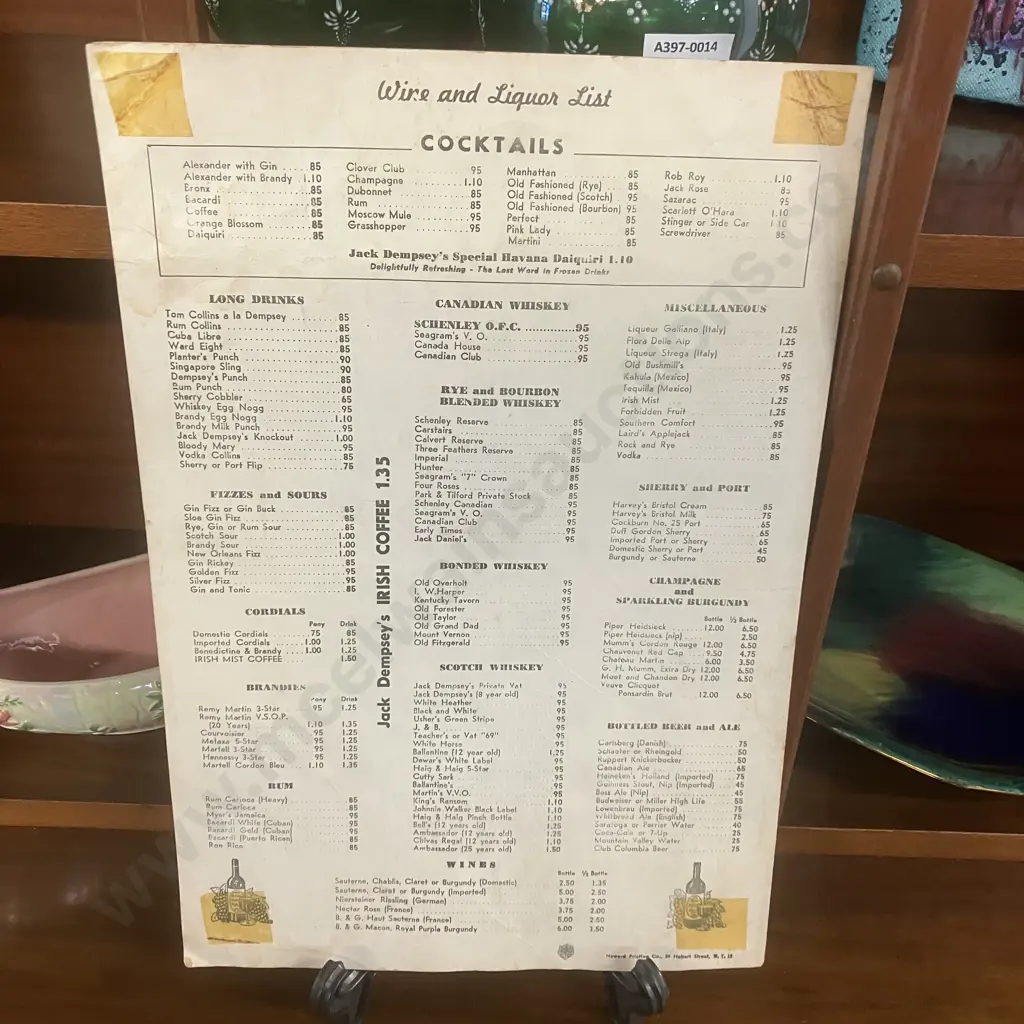 A397-0014
Wine and Liquor List
COCKTAILS
Alexander with Gin ..... 85
Alexander with Brandy .. 1.10
Bronx ..... 85
Bacardi ..... 85
Coffee ..... 85
Orange Blossom ..... 85
Daiquiri ..... 85
Clover Club 95
Champagne ..... 1.10
Dubonnet ..... 85
Rum ..... 85
Moscow Mule ..... 95
Grasshopper ..... 95
Manhattan ..... 85
Old Fashioned (Rye) .. 85
Old Fashioned (Scotch) 95
Old Fashioned (Bourbon) 95
Perfect 85
Pink Lady ..... 85
Martini ..... 85
Rob Roy ..... 1.10
Jack Rose 85
Sazarac 95
Scarlett O'Hara 1.10
Stinger or Side Car 1 10
Screwdriver 85
Jack Dempsey's Special Havana Daiquiri 1.10
Delightfully Refreshing - The Last Word in Frozen Drinks
LONG DRINKS
Tom Collins a la Dempsey ..... 85
Rum Collins ..... 85
Cuba Libre ..... 85
Ward Eight ..... 85
Planter's Punch ..... 90
Singapore Sling ..... 90
Dempsey's Punch ..... 85
Rum Punch ..... 80
Sherry Cobbler ..... 65
Whiskey Egg Nogg ..... 95
Brandy Egg Nogg ..... 1.10
Brandy Milk Punch ..... 95
Jack Dempsey's Knockout .. 1.00
Bloody Mary ..... 95
Vodka Collins ..... 85
Sherry or Port Flip ..... 75
FIZZES and SOURS
Gin Fizz or Gin Buck ..... 85
Sloe Gin Fizz ..... 85
Rye, Gin or Rum Sour ..... 85
Scotch Sour ..... 1.00
Brandy Sour ..... 1.00
New Orleans Fizz ..... 1.00
Gin Rickey ..... 85
Golden Fizz ..... 95
Silver Fizz ..... 95
Gin and Tonic ..... 85
CORDIALS
Pony Drink
Domestic Cordials .75 85
Imported Cordials .. 1.00 1.25
Benedictine & Brandy .. 1.00 1.25
IRISH MIST COFFEE ..... 1.50
BRANDIES
Pony Drink
Remy Martin 3-Star 95 1.25
Remy Martin V.S.O.P.
(20 Years) 1.10 1.35
Courvoisier 95 1.25
Metaxa 5-Star 95 1.25
Martell 3-Star 95 1.25
Hennessy 3-Star 95 1.25
Martell Cordon Bleu .. 1.10 1.35
RUM
Rum Carioca (Heavy) ..... 85
Rum Carioca ..... 85
Myer's Jamaica 95
Bacardi White (Cuban) 95
Bacardi Gold (Cuban) 95
Bacardi (Puerto Rican) 85
Ron Rico 85
Jack Dempsey's IRISH COFFEE 1.35
CANADIAN WHISKEY
SCHENLEY O.F.C. ..... 95
Seagram's V. O. ..... 95
Canada House ..... 95
Canadian Club ..... 95
RYE and BOURBON
BLENDED WHISKEY
Schenley Reserve ..... 85
Carstairs ..... 85
Calvert Reserve ..... 85
Three Feathers Reserve 85
Imperial ..... 85
Hunter ..... 85
Seagram's "7" Crown 85
Four Roses ..... 85
Park & Tilford Private Stock 85
Schenley Canadian 95
Seagram's V. O. 95
Canadian Club 95
Early Times 95
Jack Daniel's 95
BONDED WHISKEY
Old Overholt 95
I. W. Harper 95
Kentucky Tavern 95
Old Forester 95
Old Taylor 95
Old Grand Dad 95
Mount Vernon 95
Old Fitzgerald 95
SCOTCH WHISKEY
Jack Dempsey's Private Vat 95
Jack Dempsey's (8 year old) 95
White Heather 95
Black and White 95
Usher's Green Stripe 95
J. & B. 95
Teacher's or Vat "69" 95
White Horse 95
Ballantine (12 year old) 1.25
Dewar's White Label 95
Haig & Haig 5-Star 95
Cutty Sark 95
Ballantine's 95
Martin's V.V.O. 95
King's Ransom 1.10
Johnnie Walker Black Label 1.10
Haig & Haig Pinch Bottle 1.10
Bell's (12 years old) 1.25
Ambassador (12 years old) 1.25
Chivas Regal (12 years old) 1.10
Ambassador (25 years old) 1.50
MISCELLANEOUS
Liqueur Galliano (Italy) 1.25
Flora Delle Alp 1.25
Liqueur Strega (Italy) 1.25
Old Bushmill's 95
Kahula (Mexico) 95
Tequilla (Mexico) 95
Irish Mist 1.25
Forbidden Fruit 1.25
Southern Comfort .95
Laird's Applejack 85
Rock and Rye 85
Vodka 85
SHERRY and PORT
Harvey's Bristol Cream 85
Harvey's Bristol Milk 75
Cockburn No. 25 Port .65
Duff Gordon Sherry .65
Imported Port or Sherry .65
Domestic Sherry or Port 45
Burgundy or Sauterne 50
CHAMPAGNE
and
SPARKLING BURGUNDY
Bottle ½ Bottle
Piper Heidsieck 12.00 6.50
Piper Heidsieck (nip) 2.50
Mumm's Cordon Rouge 12.00 6.50
Chauvenet Red Cap 9.50 4.75
Chateau Martin 6.00 3.50
G. H. Mumm, Extra Dry 12.00 6.50
Moet and Chandon Dry 12.00 6.50
Veuve Clicquot
Ponsardin Brut 12.00 6.50
BOTTLED BEER and ALE
Carlsberg (Danish) 75
Schaefer or Rheingold 50
Ruppert Knickerbocker 50
Canadian Ale 65
Heineken's Holland (Imported) 75
Guinness Stout, Nip (Imported) 45
Bass Ale (Nip) 45
Budweiser or Miller High Life 55
Lowenbrau (Imported) 75
Whitbread Ale (English) 75
Saratoga or Perrier Water 40
Coca-Cola or 7-Up 25
Mountain Valley Water 25
Club Columbia Beer 75
WINES
Bottle ½ Bottle
Sauterne, Chablis, Claret or Burgundy (Domestic) 2.50 1.35
Sauterne, Claret or Burgundy (Imported) 5.00 2.50
Niersteiner Riesling (German) 3.75 2.00
Nectar Rose (France) 3.75 2.00
B. & G. Haut Sauterne (France) 5.00 2.50
B. & G. Macon, Royal Purple Burgundy 6.00 3.50
Howard Printing Co., Hubert Street, N. Y. 13